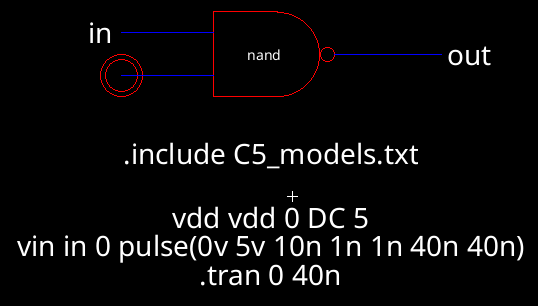 in
nand
out
.include C5_models.txt
vdd vdd 0 DC 5
vin in 0 pulse(0v 5v 10n 1n 1n 40n 40n)
.tran 0 40n